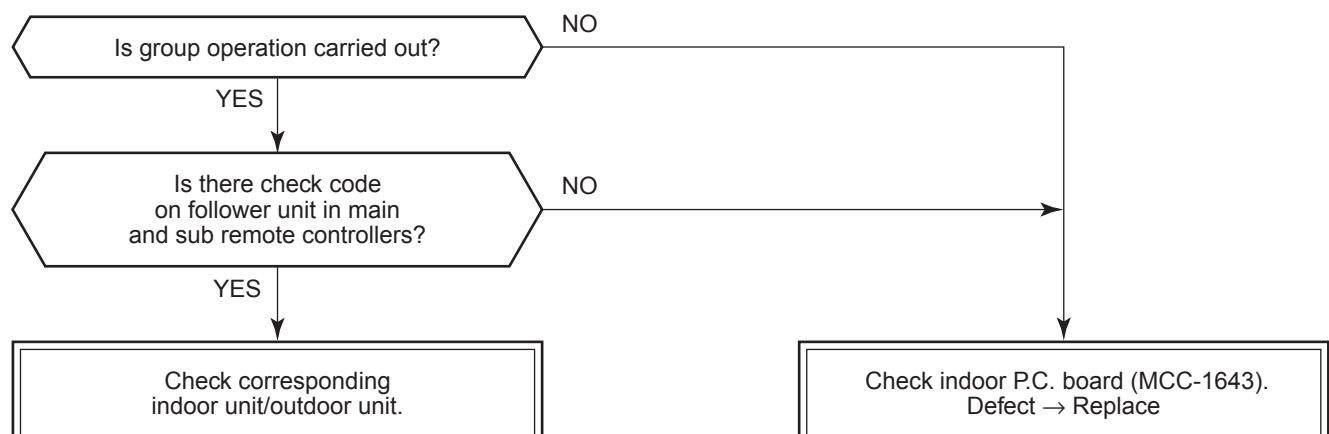 Is group operation carried out?
NO
YES
Is there check code
on follower unit in main
and sub remote controllers?
NO
YES
Check corresponding
indoor unit/outdoor unit.
Check indoor P.C. board (MCC-1643).
Defect → Replace